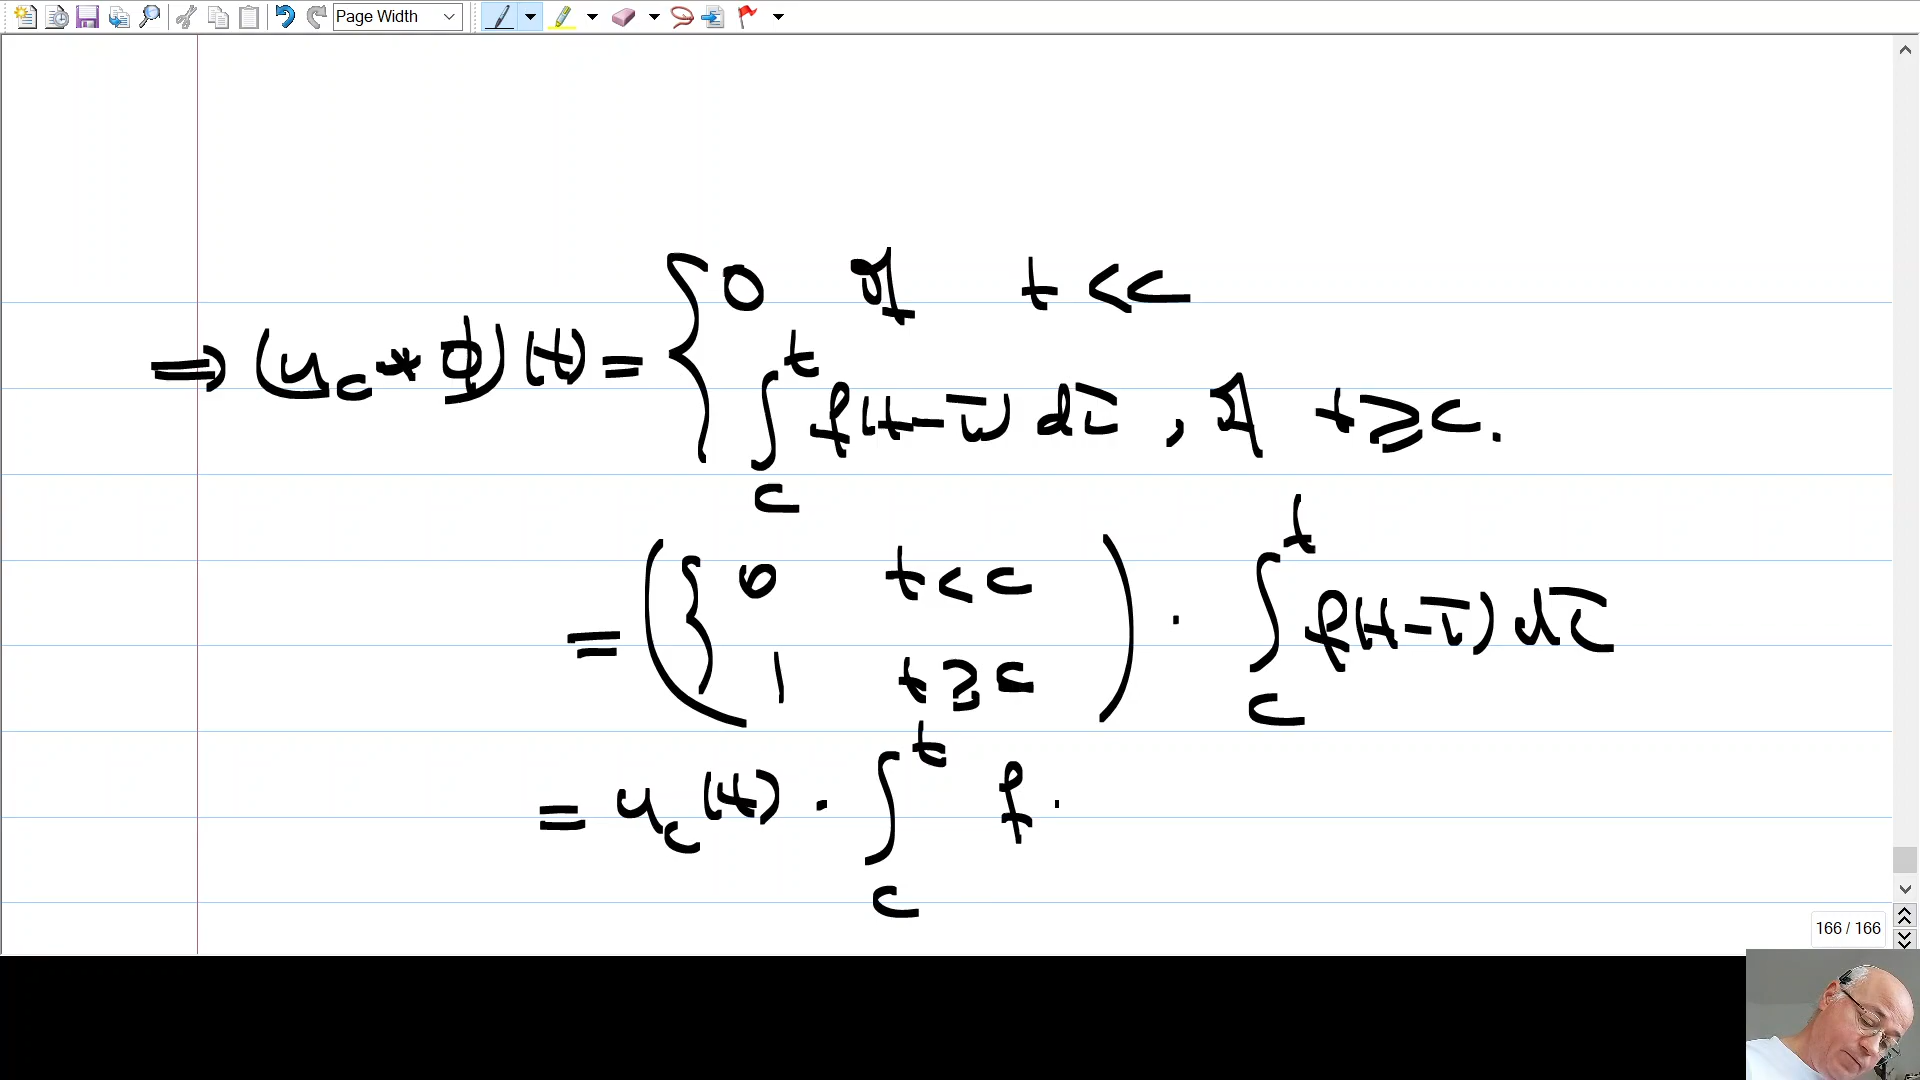 Page Width
⟹ (u_c * ϕ)(t) = { 0 if t < c
∫_c^t f(t-τ) dτ , if t ≥ c.
= ( { 0 t < c
1 t ≥ c ) · ∫_c^t f(t-τ) dτ
= u_c(t) · ∫_c^t f
166 / 166